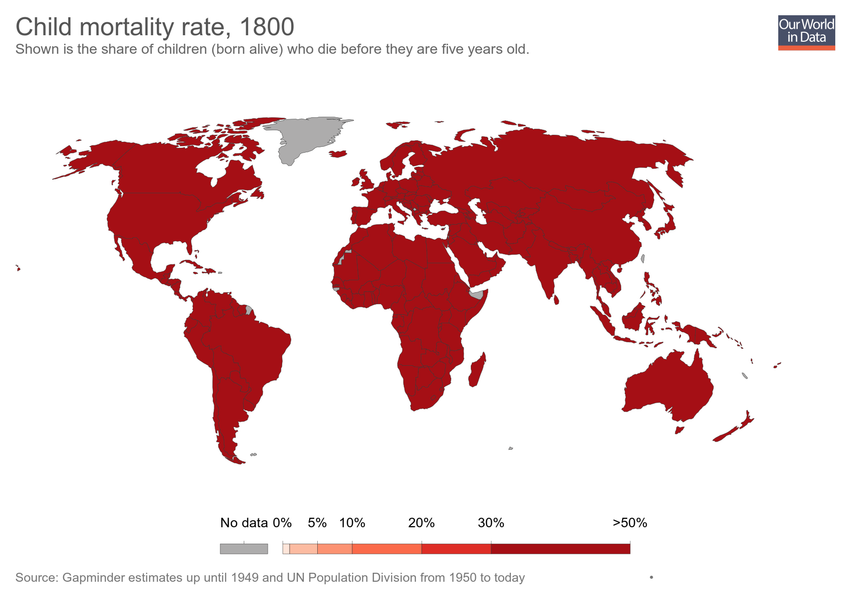 Child mortality rate, 1800
Shown is the share of children (born alive) who die before they are five years old.
Our World
in Data
No data 0% 5% 10% 20% 30% >50%
Source: Gapminder estimates up until 1949 and UN Population Division from 1950 to today